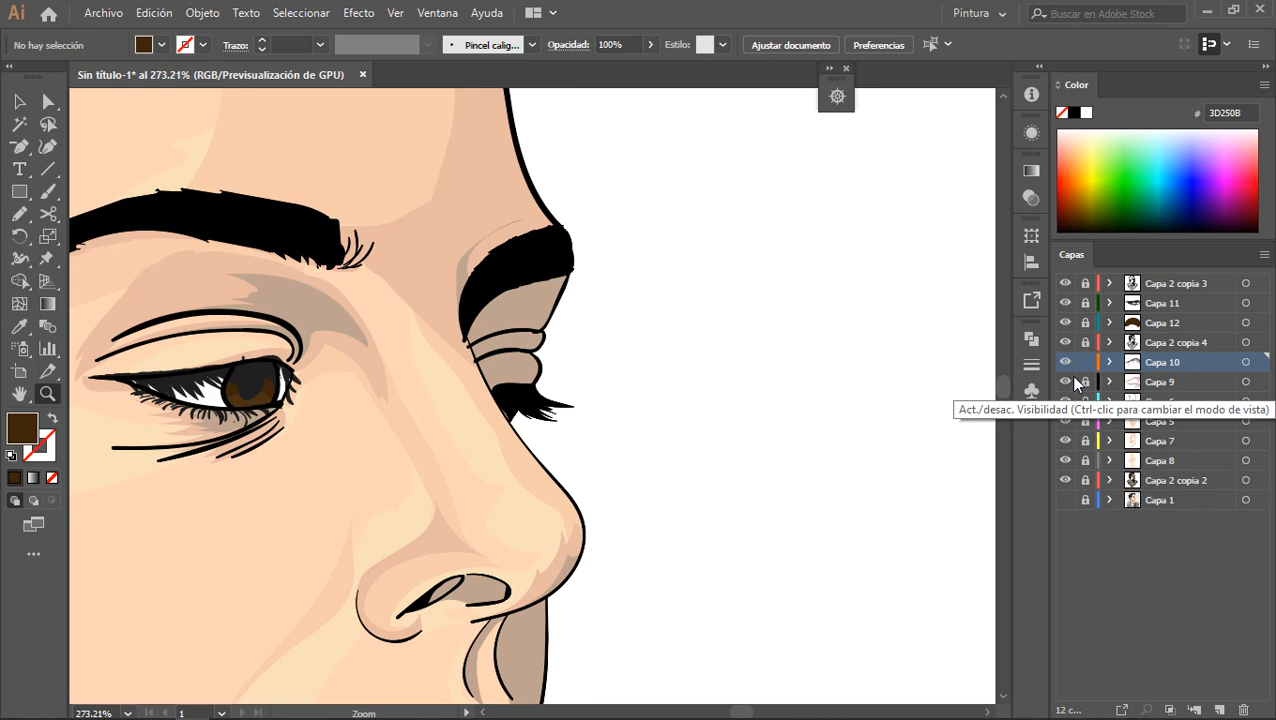 Ai Archivo Edición Objeto Texto Seleccionar Efecto Ver Ventana Ayuda Pintura Buscar en Adobe Stock
No hay selección Trazo: Pincel calig... Opacidad: 100% Estilo: Ajustar documento Preferencias
Sin título-1* al 273.21% (RGB/Previsualización de GPU)
Color
# 3D250B
Capas
Capa 2 copia 3
Capa 11
Capa 12
Capa 2 copia 4
Capa 10
Capa 9
Act./desac. Visibilidad (Ctrl-clic para cambiar el modo de vista)
Capa 5
Capa 7
Capa 8
Capa 2 copia 2
Capa 1
273.21% 1 Zoom 12 c...